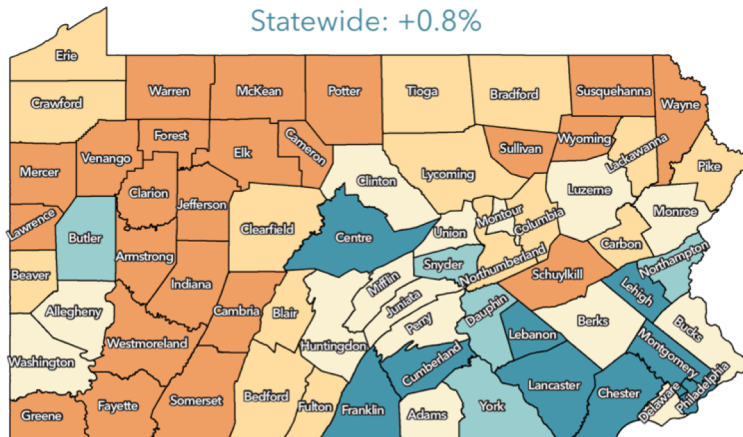 Statewide: +0.8%
Erie
Crawford
Warren
McKean
Potter
Tioga
Bradford
Susquehanna
Wayne
Forest
Elk
Cameron
Sullivan
Wyoming
Lackawanna
Pike
Mercer
Venango
Clarion
Jefferson
Clearfield
Clinton
Lycoming
Luzerne
Monroe
Lawrence
Butler
Armstrong
Centre
Union
Montour
Columbia
Carbon
Northampton
Beaver
Indiana
Snyder
Northumberland
Schuylkill
Lehigh
Allegheny
Cambria
Blair
Mifflin
Juniata
Perry
Dauphin
Lebanon
Berks
Bucks
Washington
Westmoreland
Huntingdon
Cumberland
Lancaster
Chester
Montgomery
Delaware
Philadelphia
Greene
Fayette
Somerset
Bedford
Fulton
Franklin
Adams
York